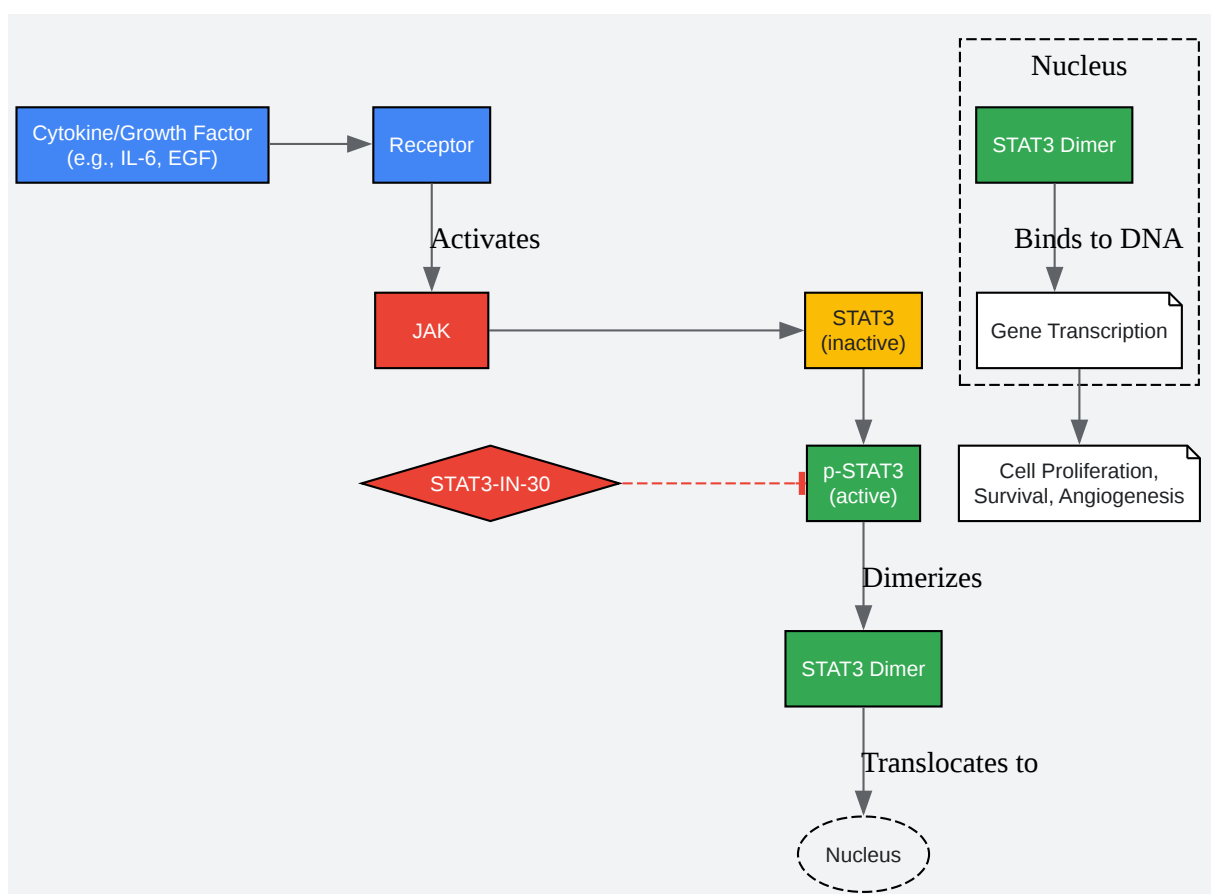 Nucleus
Cytokine/Growth Factor
(e.g., IL-6, EGF)
Receptor
STAT3 Dimer
Activates
Binds to DNA
JAK
STAT3
(inactive)
Gene Transcription
STAT3-IN-30
p-STAT3
(active)
Cell Proliferation,
Survival, Angiogenesis
Dimerizes
STAT3 Dimer
Translocates to
Nucleus